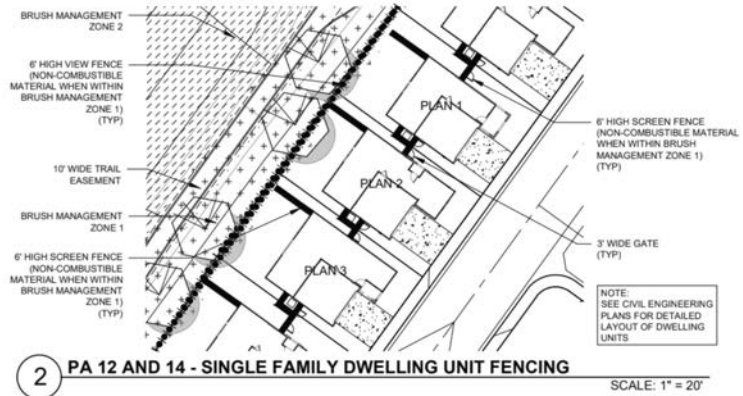 BRUSH MANAGEMENT
ZONE 2
6' HIGH VIEW FENCE
(NON-COMBUSTIBLE
MATERIAL WHEN WITHIN
BRUSH MANAGEMENT
ZONE 1)
(TYP)
10' WIDE TRAIL
EASEMENT
BRUSH MANAGEMENT
ZONE 1
6' HIGH SCREEN FENCE
(NON-COMBUSTIBLE
MATERIAL WHEN WITHIN
BRUSH MANAGEMENT
ZONE 1)
(TYP)
PLAN 1
PLAN 2
PLAN 3
6' HIGH SCREEN FENCE
(NON-COMBUSTIBLE MATERIAL
WHEN WITHIN BRUSH
MANAGEMENT ZONE 1)
(TYP)
3' WIDE GATE
(TYP)
NOTE:
SEE CIVIL ENGINEERING
PLANS FOR DETAILED
LAYOUT OF DWELLING
UNITS
2 PA 12 AND 14 - SINGLE FAMILY DWELLING UNIT FENCING
SCALE: 1" = 20'